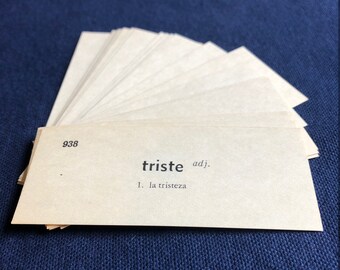 938
triste adj.
1. la tristeza